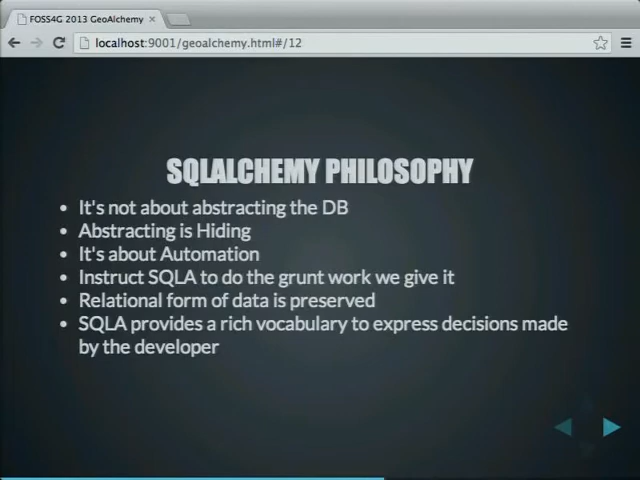 FOSS4G 2013 GeoAlchemy
localhost:9001/geoalchemy.html#/12
SQLALCHEMY PHILOSOPHY
It's not about abstracting the DB
Abstracting is Hiding
It's about Automation
Instruct SQLA to do the grunt work we give it
Relational form of data is preserved
SQLA provides a rich vocabulary to express decisions made
by the developer